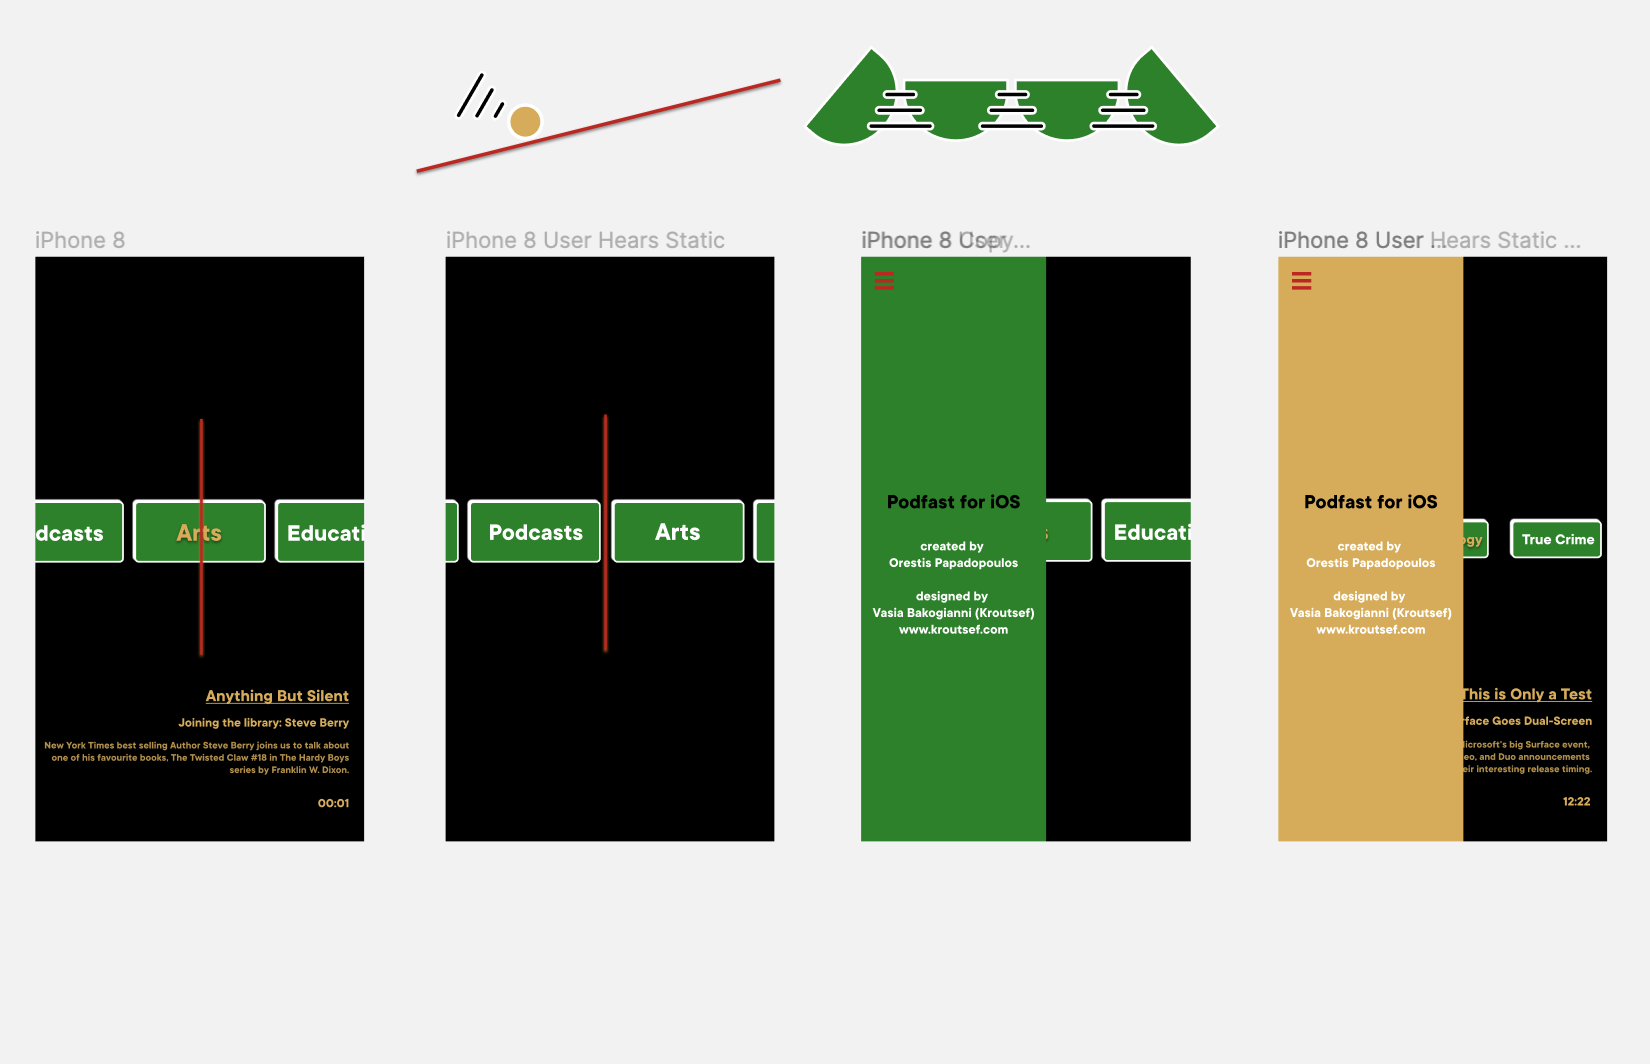 iPhone 8
dcasts
Arts
Educati
Anything But Silent
Joining the library: Steve Berry
New York Times best selling Author Steve Berry joins us to talk about
one of his favourite books, The Twisted Claw #18 in The Hardy Boys
series by Franklin W. Dixon.
00:01
iPhone 8 User Hears Static
Podcasts
Arts
iPhone 8 Copy...
Podfast for iOS
created by
Orestis Papadopoulos
designed by
Vasia Bakogianni (Kroutsef)
www.kroutsef.com
s
Educati
iPhone 8 User ... Hears Static ...
Podfast for iOS
created by
Orestis Papadopoulos
designed by
Vasia Bakogianni (Kroutsef)
www.kroutsef.com
ogy
True Crime
This is Only a Test
rface Goes Dual-Screen
licrosoft's big Surface event,
eo, and Duo announcements
eir interesting release timing.
12:22